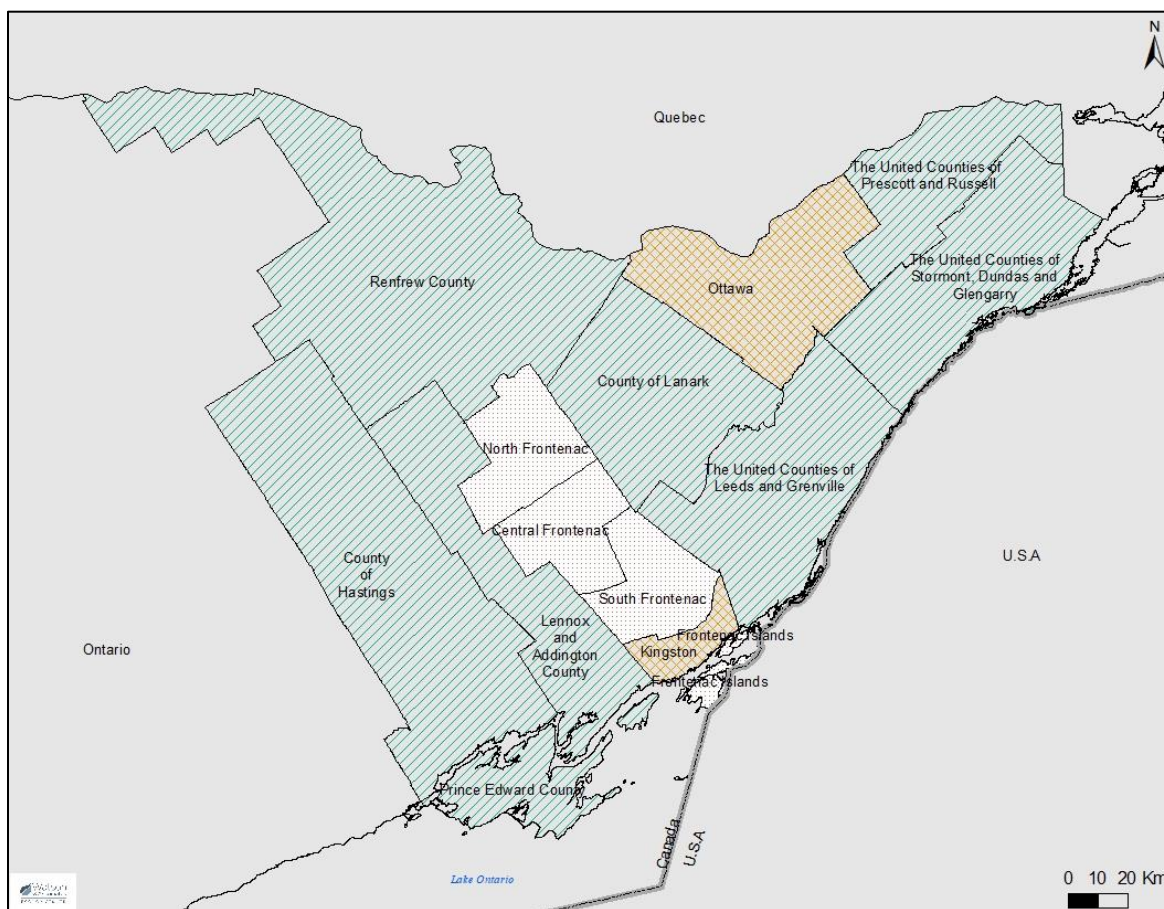 N
Quebec
The United Counties of
Prescott and Russell
The United Counties of
Stormont, Dundas and
Glengarry
Ottawa
Renfrew County
County of Lanark
North Frontenac
The United Counties of
Leeds and Grenville
Central Frontenac
County
of
Hastings
U.S.A
South Frontenac
Lennox
and
Addington
County
Frontenac Islands
Kingston
Ontario
Frontenac Islands
Prince Edward County
Canada
U.S.A
Lake Ontario
0 10 20 Km
Watson